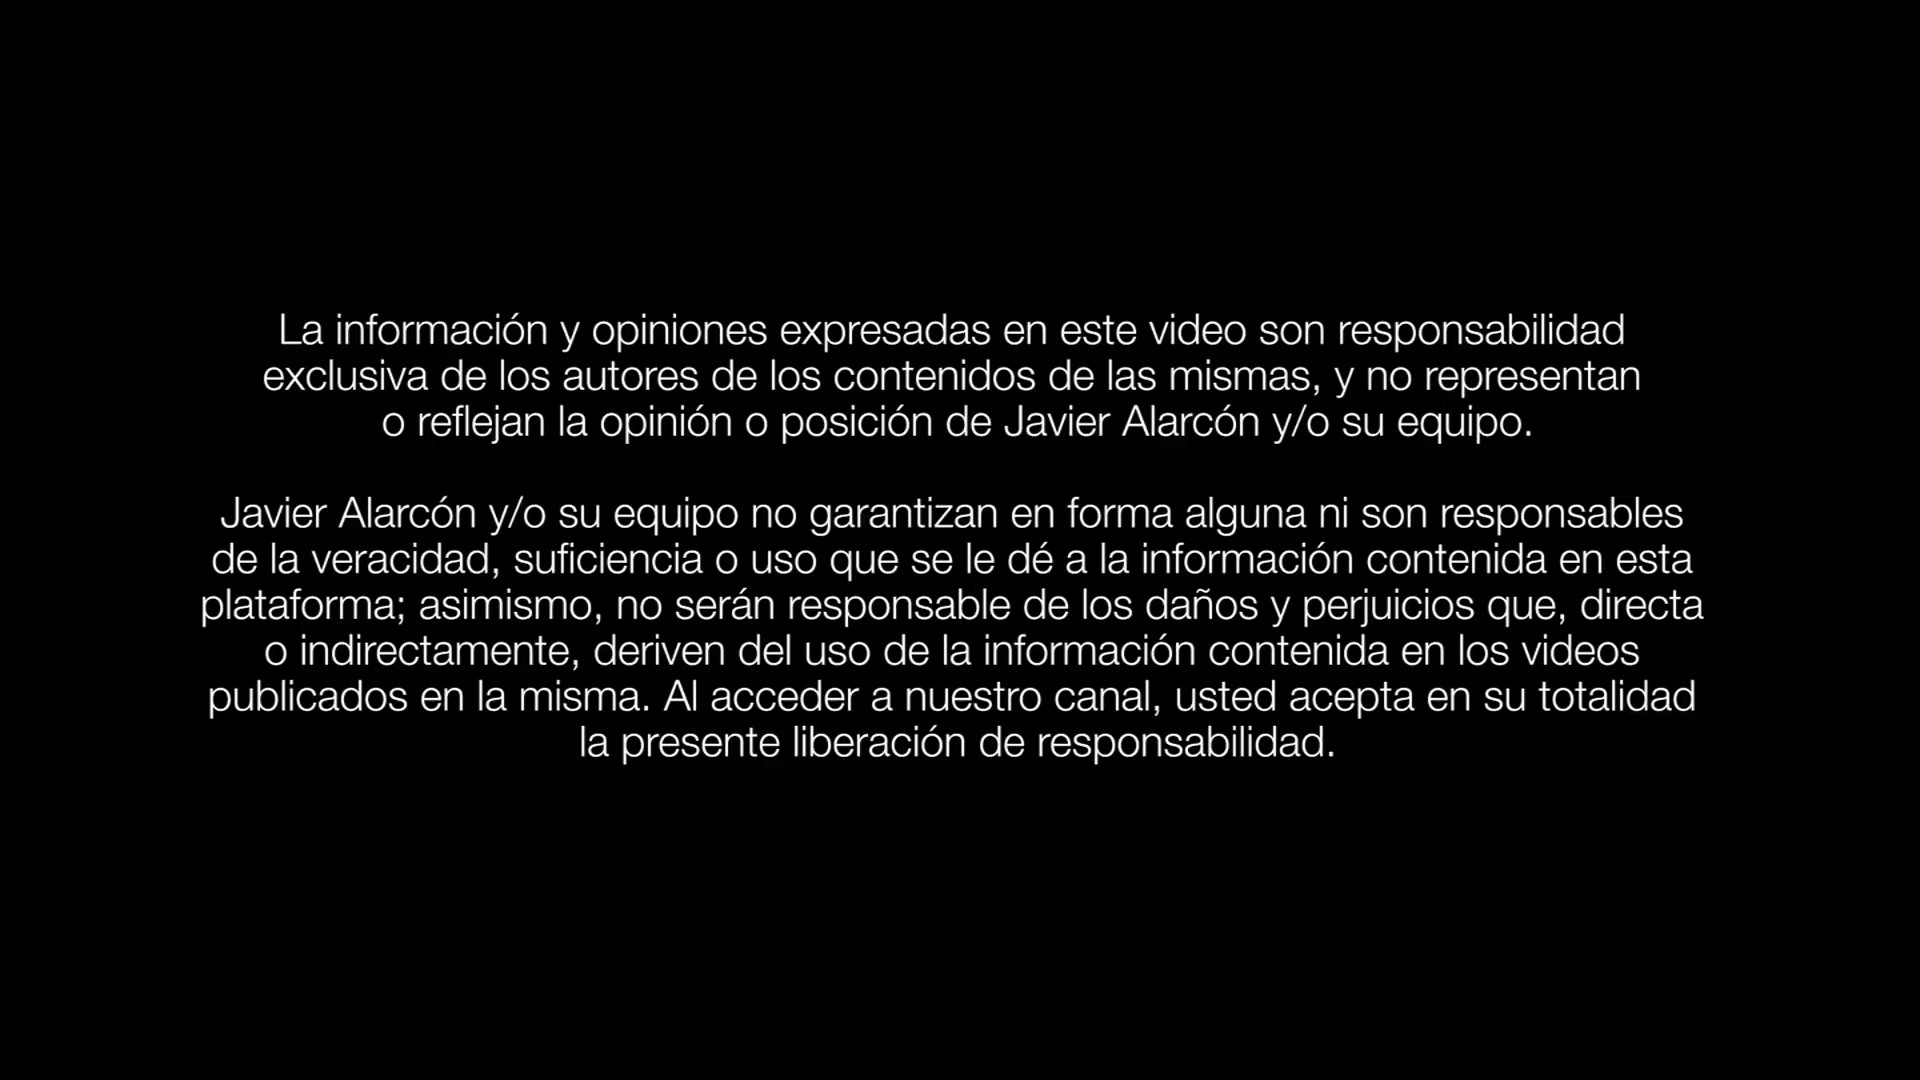 La información y opiniones expresadas en este video son responsabilidad
exclusiva de los autores de los contenidos de las mismas, y no representan
o reflejan la opinión o posición de Javier Alarcón y/o su equipo.
Javier Alarcón y/o su equipo no garantizan en forma alguna ni son responsables
de la veracidad, suficiencia o uso que se le dé a la información contenida en esta
plataforma; asimismo, no serán responsable de los daños y perjuicios que, directa
o indirectamente, deriven del uso de la información contenida en los videos
publicados en la misma. Al acceder a nuestro canal, usted acepta en su totalidad
la presente liberación de responsabilidad.